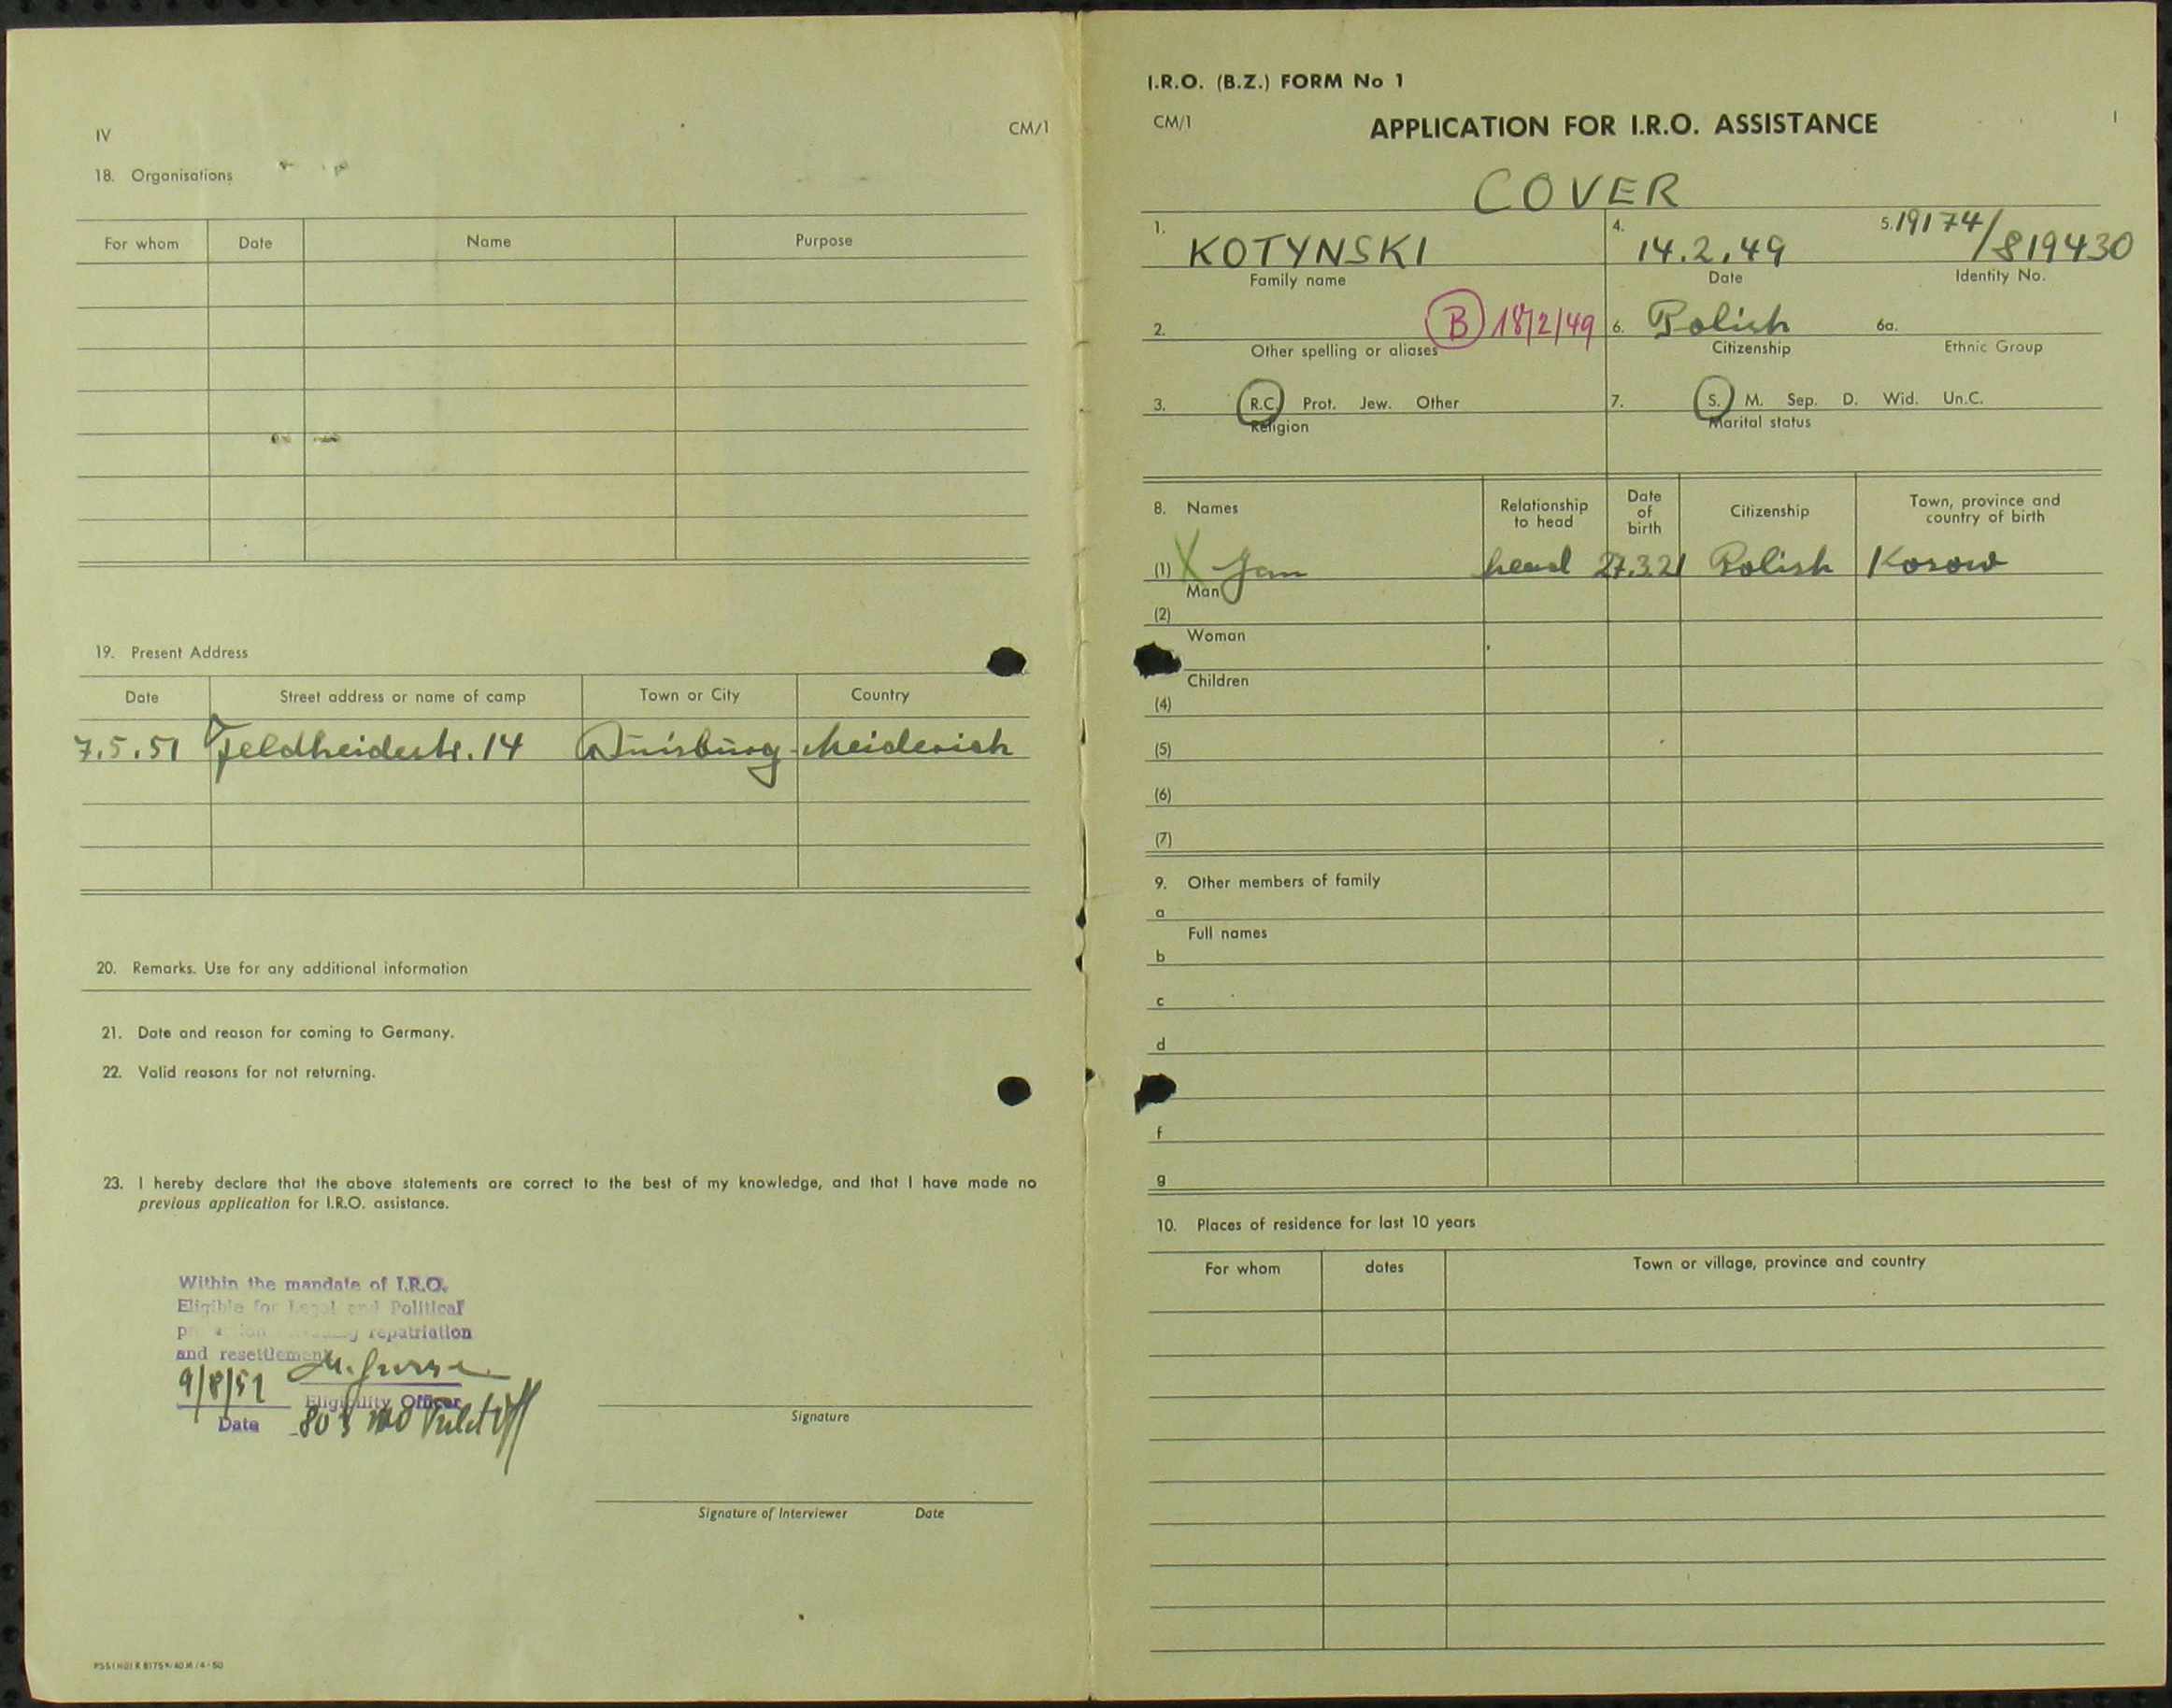 IV
CM/1
18. Organisations
For whom Date Name Purpose
19. Present Address
Date Street address or name of camp Town or City Country
7.5.51 Feldheidestr. 14 Duisburg-Meiderich
20. Remarks. Use for any additional information
21. Date and reason for coming to Germany.
22. Valid reasons for not returning.
23. I hereby declare that the above statements are correct to the best of my knowledge, and that I have made no
previous application for I.R.O. assistance.
Within the mandate of I.R.O.
Eligible for Legal and Political
repatriation
and resettlement
9/8/51
Eligibility Officer
Date
Signature
Signature of Interviewer Date
I.R.O. (B.Z.) FORM No 1
CM/1 APPLICATION FOR I.R.O. ASSISTANCE I
COVER
1. KOTYNSKI 4. 14.2.49 5. 19174/819430
Family name Date Identity No.
2. B 18/2/49 6. Polish 6a.
Other spelling or aliases Citizenship Ethnic Group
3. R.C. Prot. Jew. Other 7. S. M. Sep. D. Wid. Un.C.
Religion Marital status
8. Names Relationship to head Date of birth Citizenship Town, province and country of birth
(1) X Jan head 27.3.21 Polish Kosow
Man
(2)
Woman
Children
(4)
(5)
(6)
(7)
9. Other members of family
a
Full names
b
c
d
f
g
10. Places of residence for last 10 years
For whom dates Town or village, province and country